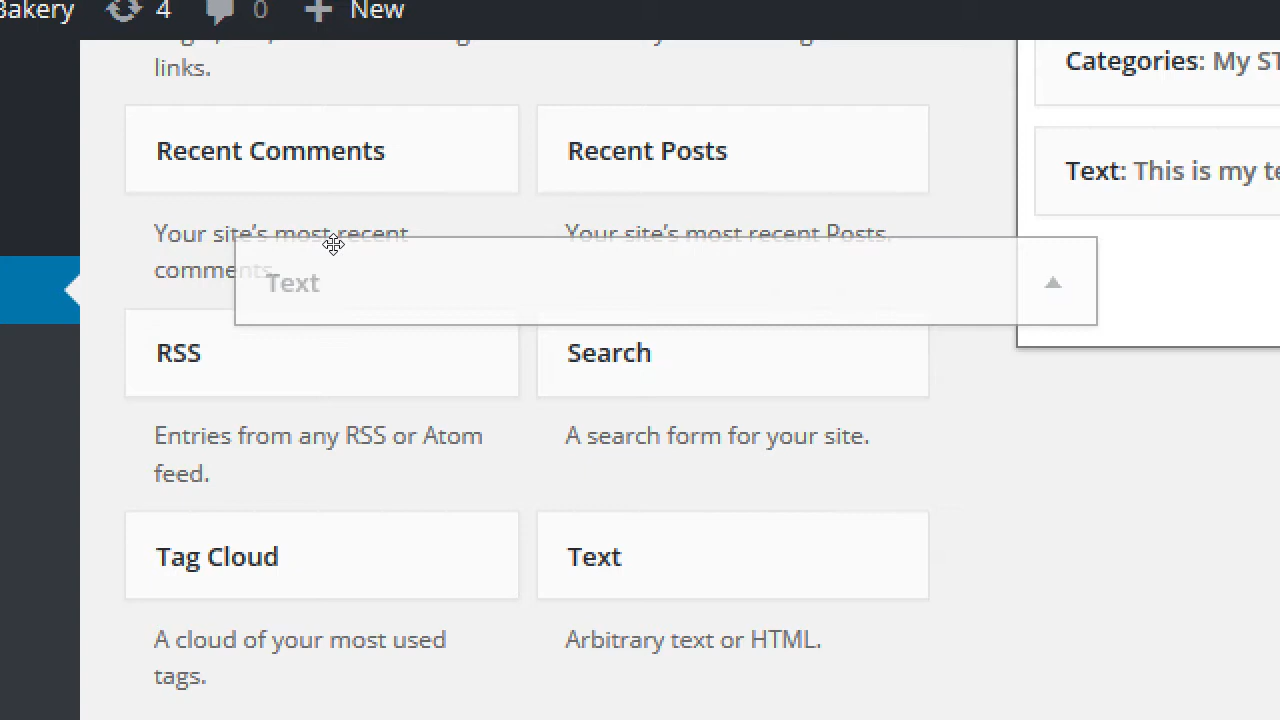 Bakery 4 0 New
links.
Categories: My ST
Recent Comments Recent Posts
Text: This is my te
Your site's most recent Your site's most recent Posts.
comments.
Text
RSS Search
Entries from any RSS or Atom A search form for your site.
feed.
Tag Cloud Text
A cloud of your most used Arbitrary text or HTML.
tags.